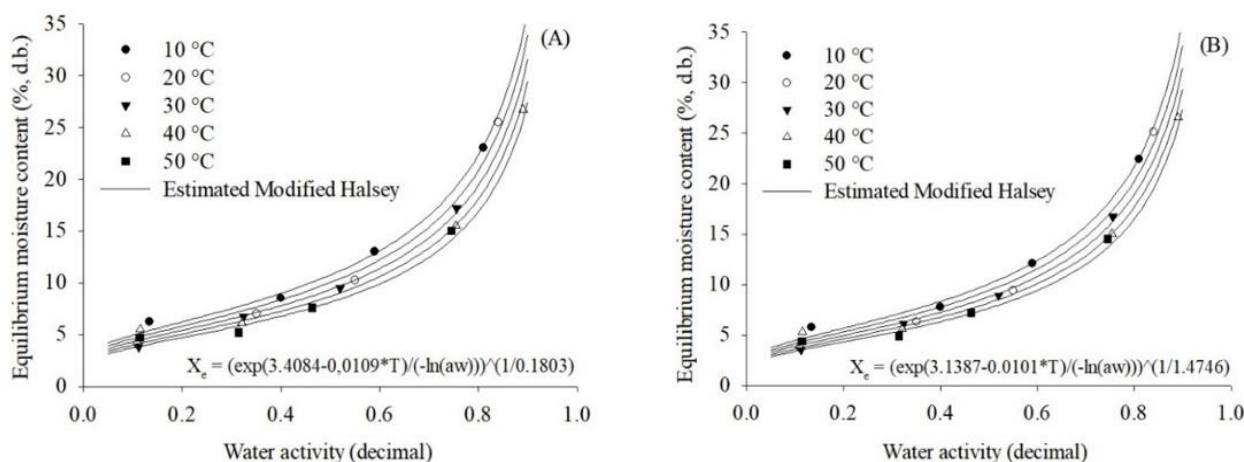 Equilibrium moisture content (%, d.b.)
35
30
25
20
15
10
5
0
(A)
10 °C
20 °C
30 °C
40 °C
50 °C
Estimated Modified Halsey
Xe = (exp(3.4084-0,0109*T)/(-ln(aw)))^(1/0.1803)
0.0 0.2 0.4 0.6 0.8 1.0
Water activity (decimal)
Equilibrium moisture content (%, d.b.)
35
30
25
20
15
10
5
0
(B)
10 °C
20 °C
30 °C
40 °C
50 °C
Estimated Modified Halsey
Xe = (exp(3.1387-0.0101*T)/(-ln(aw)))^(1/1.4746)
0.0 0.2 0.4 0.6 0.8 1.0
Water activity (decimal)